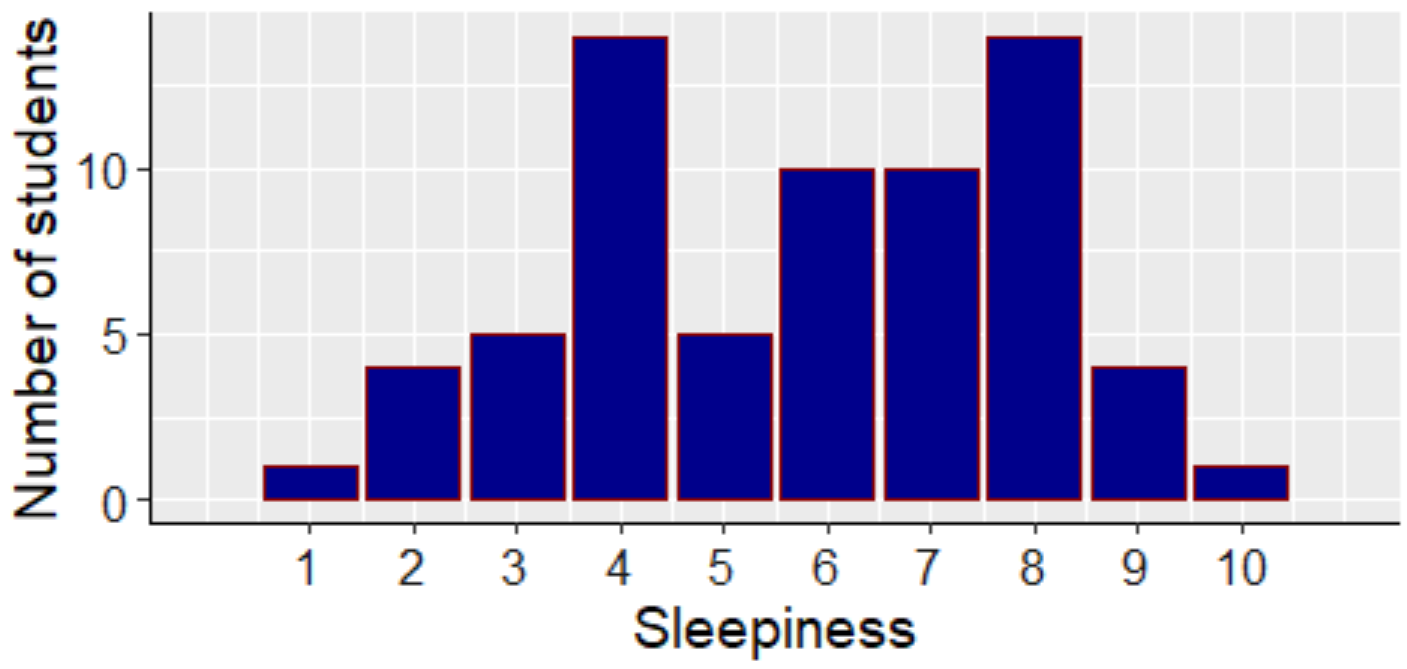 Number of students
10
5
0
1 2 3 4 5 6 7 8 9 10
Sleepiness